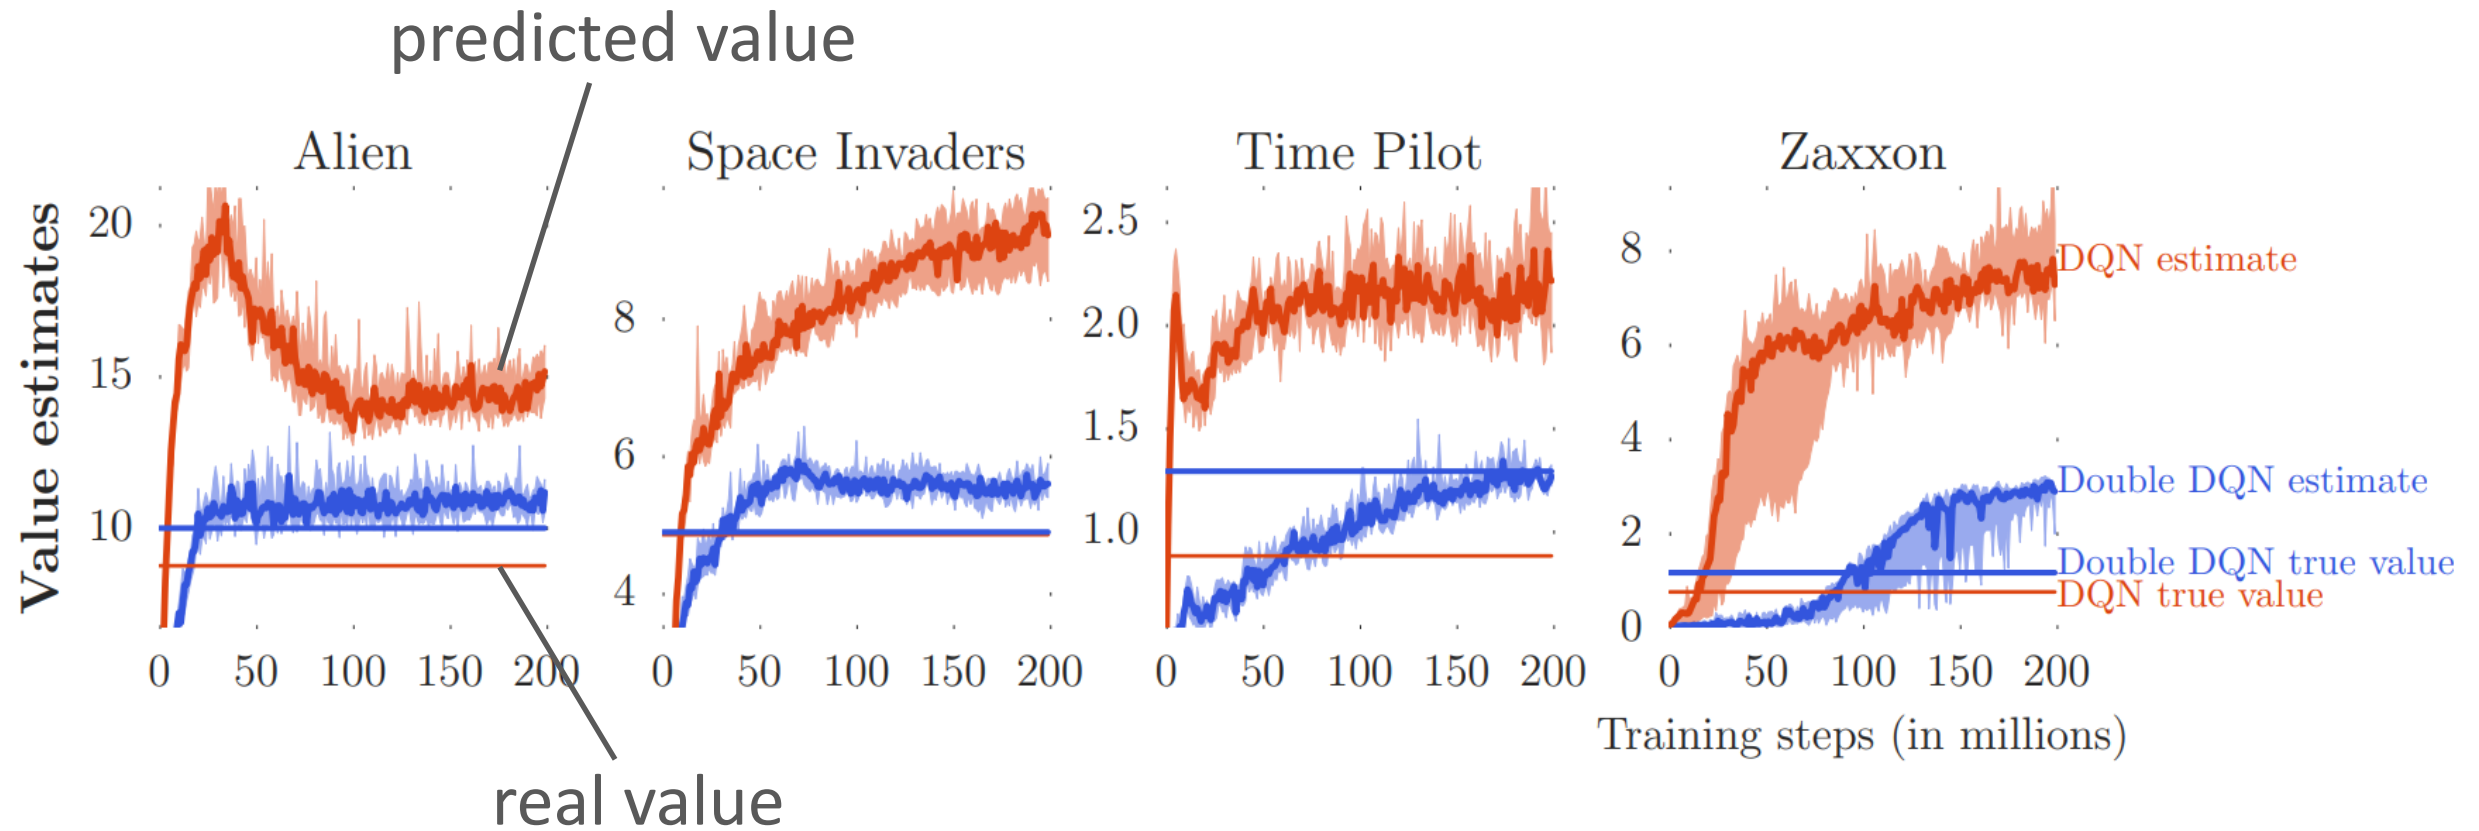 predicted value
Alien
Space Invaders
Time Pilot
Zaxxon
Value estimates
20
15
10
0 50 100 150 200
8
6
4
0 50 100 150 200
2.5
2.0
1.5
1.0
0 50 100 150 200
8
6
4
2
0
0 50 100 150 200
DQN estimate
Double DQN estimate
Double DQN true value
DQN true value
Training steps (in millions)
real value